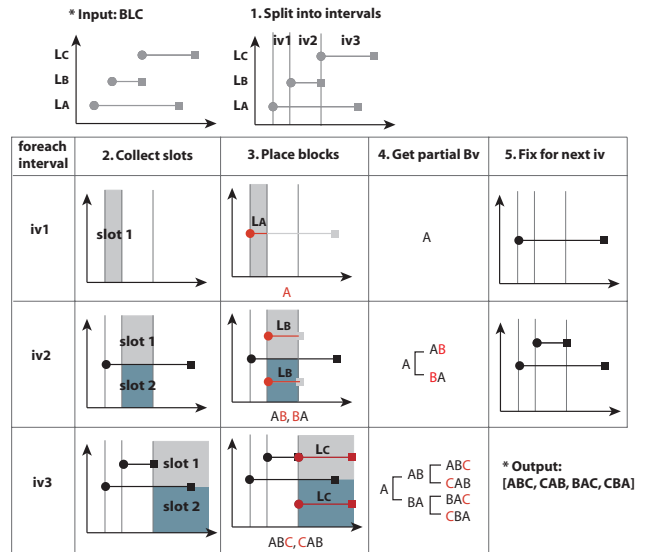 * Input: BLC
1. Split into intervals
iv1 iv2 iv3
LC
LB
LA
LC
LB
LA
foreach interval
2. Collect slots
3. Place blocks
4. Get partial Bv
5. Fix for next iv
iv1
slot 1
LA
A
A
iv2
slot 1
slot 2
LB
LB
AB, BA
A
AB
BA
iv3
slot 1
slot 2
LC
LC
ABC, CAB
A
AB
BA
ABC
CAB
BAC
CBA
* Output:
[ABC, CAB, BAC, CBA]